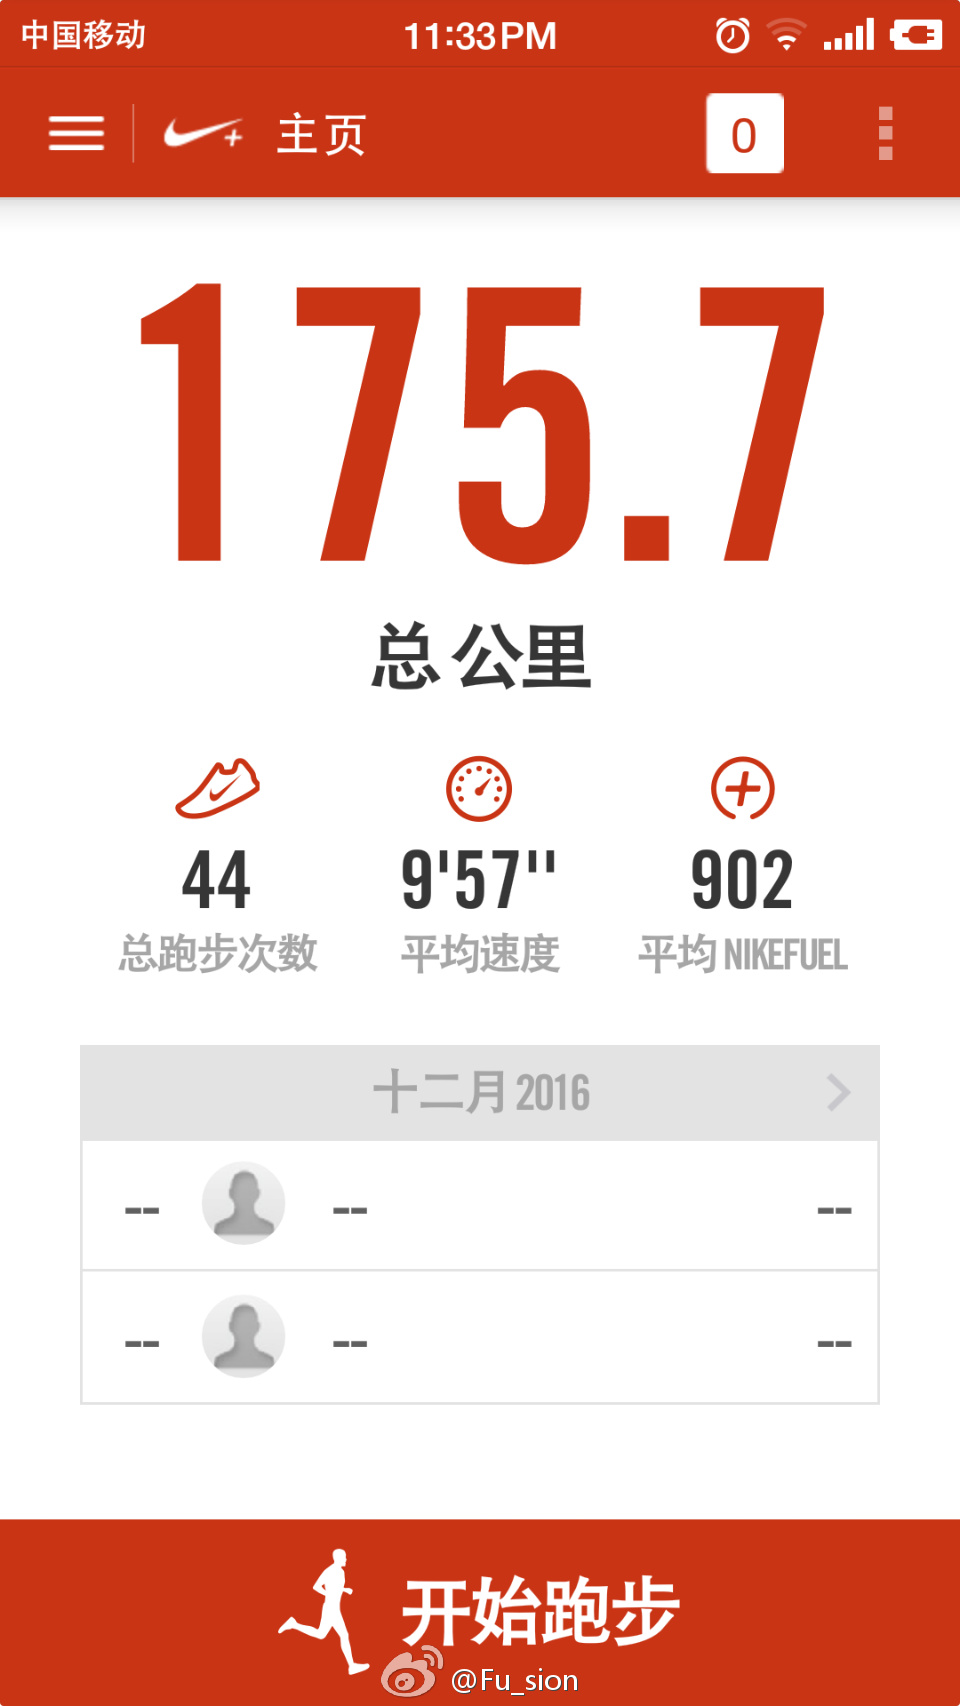 中国移动 11:33PM
主页 0
175.7
总 公里
44 9'57'' 902
总跑步次数 平均速度 平均 NIKEFUEL
十二月 2016
-- -- --
-- -- --
开始跑步
@Fu_sion